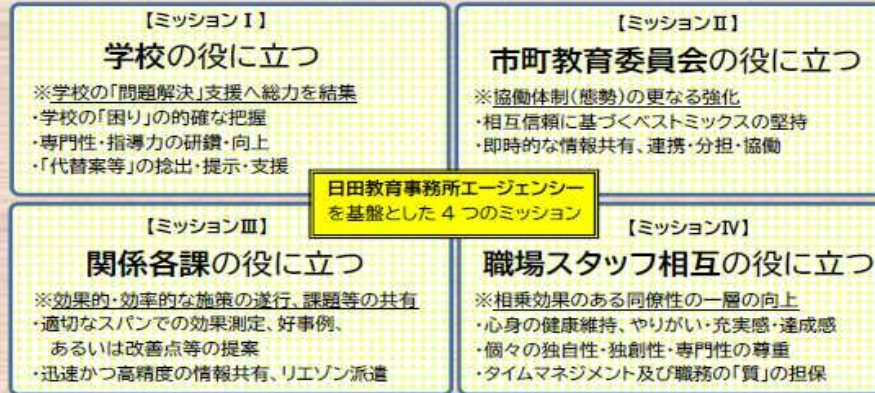 【ミッションⅠ】
学校の役に立つ
※学校の「問題解決」支援へ総力を結集
・学校の「困り」の的確な把握
・専門性・指導力の研鑽・向上
・「代替案等」の捻出・提示・支援
【ミッションⅡ】
市町教育委員会の役に立つ
※協働体制(態勢)の更なる強化
・相互信頼に基づくベストミックスの堅持
・即時的な情報共有、連携・分担・協働
日田教育事務所エージェンシー
を基盤とした 4 つのミッション
【ミッションⅢ】
関係各課の役に立つ
※効果的・効率的な施策の遂行、課題等の共有
・適切なスパンでの効果測定、好事例、
あるいは改善点等の提案
・迅速かつ高精度の情報共有、リエゾン派遣
【ミッションⅣ】
職場スタッフ相互の役に立つ
※相乗効果のある同僚性の一層の向上
・心身の健康維持、やりがい・充実感・達成感
・個々の独自性・独創性・専門性の尊重
・タイムマネジメント及び職務の「質」の担保